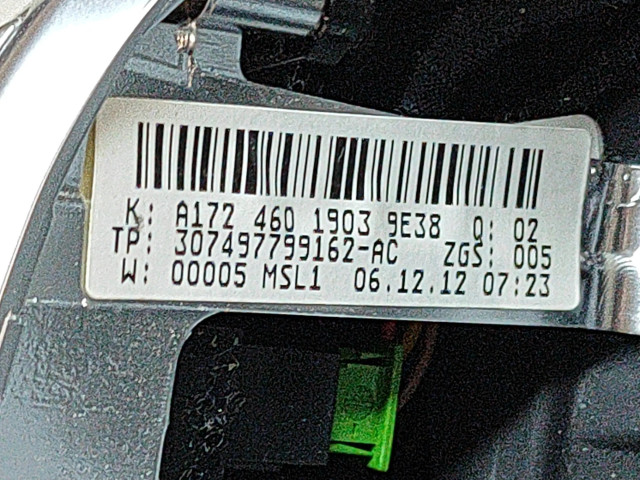 K: A172 460 1903 9E38 Q: 02
TP: 307497799162-AC ZGS: 005
W: 00005 MSL1 06.12.12 07:23